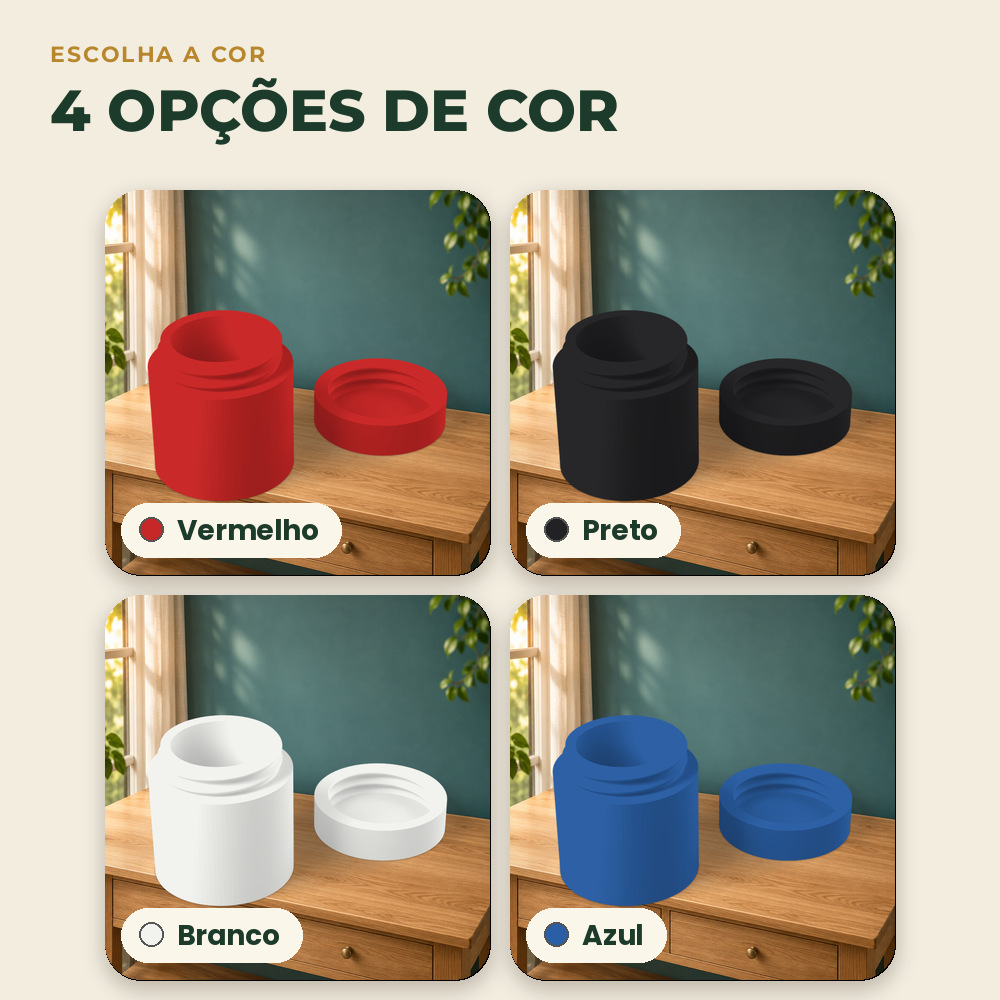 ESCOLHA A COR
4 OPÇÕES DE COR
Vermelho
Preto
Branco
Azul